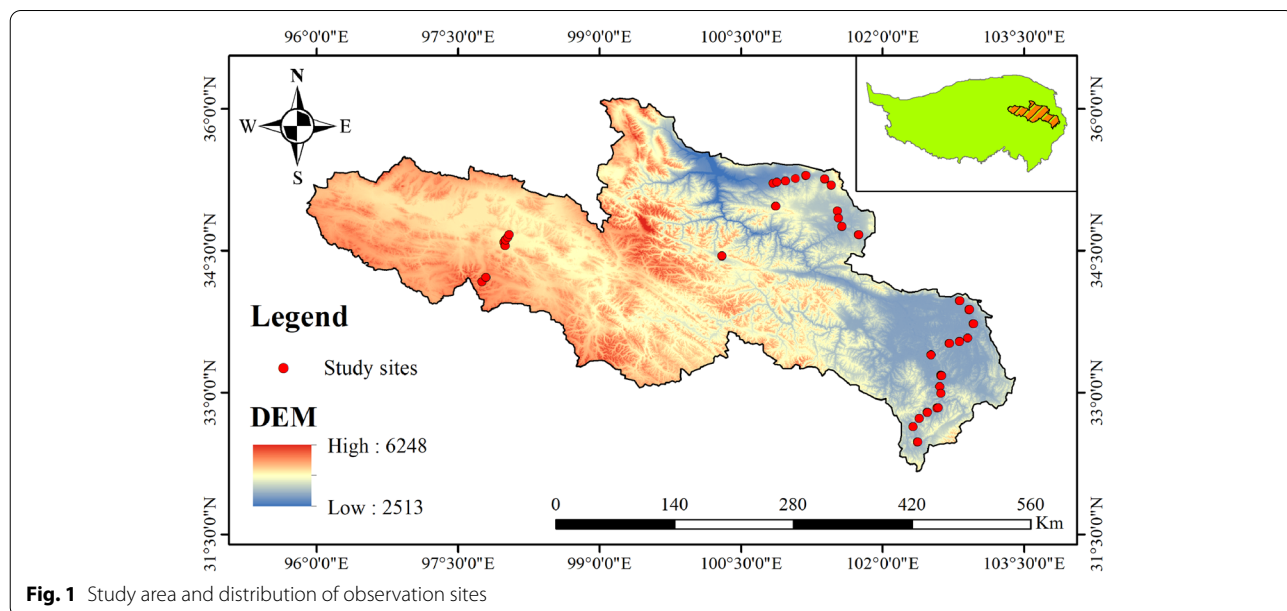 96°0'0"E 97°30'0"E 99°0'0"E 100°30'0"E 102°0'0"E 103°30'0"E
N
W E
S
36°0'0"N 36°0'0"N
34°30'0"N 34°30'0"N
33°0'0"N 33°0'0"N
31°30'0"N 31°30'0"N
Legend
Study sites
DEM
High : 6248
Low : 2513
0 140 280 420 560
Km
96°0'0"E 97°30'0"E 99°0'0"E 100°30'0"E 102°0'0"E 103°30'0"E
Fig. 1 Study area and distribution of observation sites